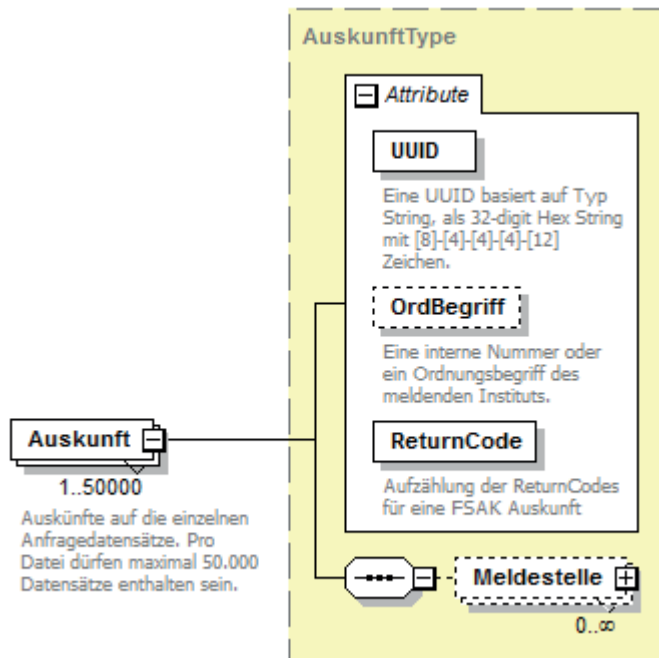 AuskunftType
Attribute
UUID
Eine UUID basiert auf Typ
String, als 32-digit Hex String
mit [8]-[4]-[4]-[4]-[12]
Zeichen.
OrdBegriff
Eine interne Nummer oder
ein Ordnungsbegriff des
meldenden Instituts.
ReturnCode
Aufzählung der ReturnCodes
für eine FSAK Auskunft
Auskunft
1..50000
Auskünfte auf die einzelnen
Anfragedatensätze. Pro
Datei dürfen maximal 50.000
Datensätze enthalten sein.
Meldestelle
0..∞